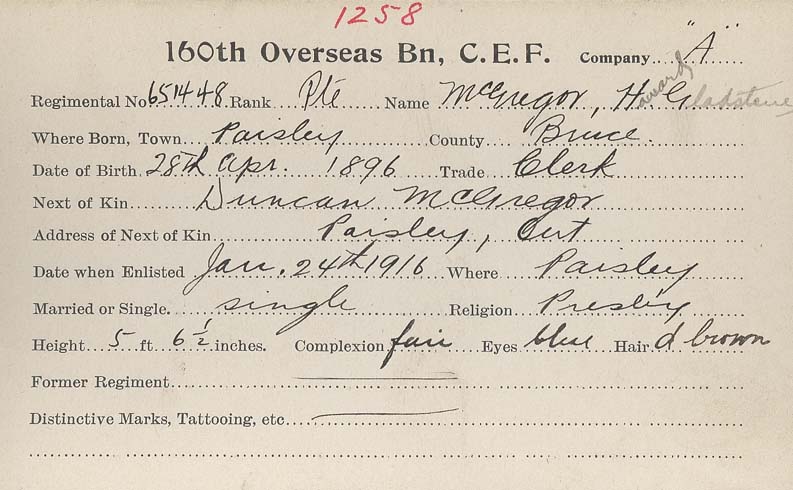 1258
160th Overseas Bn, C.E.F. Company "A"
Regimental No 651448 Rank Pte Name McGregor, Howard Gladstene
Where Born, Town Paisley County Bruce.
Date of Birth 28th Apr. 1896 Trade Clerk
Next of Kin Duncan McGregor
Address of Next of Kin Paisley, Ont
Date when Enlisted Jan. 24th 1916 Where Paisley
Married or Single. single Religion Presby
Height 5 ft 6 1/2 inches. Complexion fair Eyes blue Hair d brown
Former Regiment
Distinctive Marks, Tattooing, etc